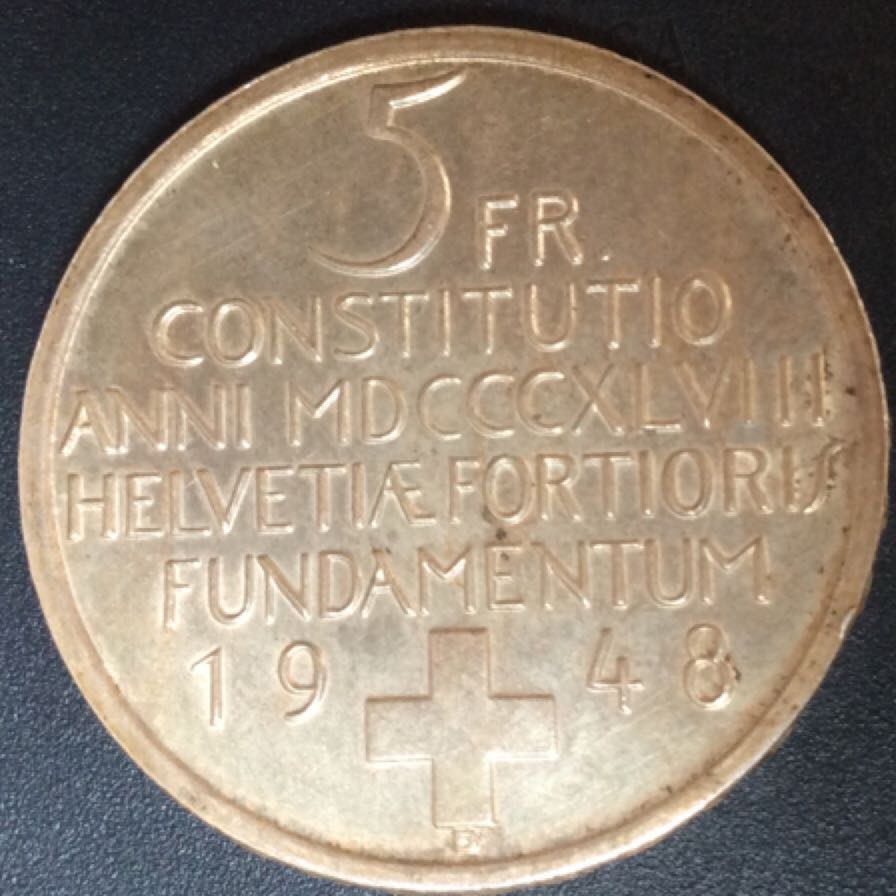 5 FR.
CONSTITUTIO
ANNI MDCCCXLVIII
HELVETIÆ FORTIORIS
FUNDAMENTUM
1948
B